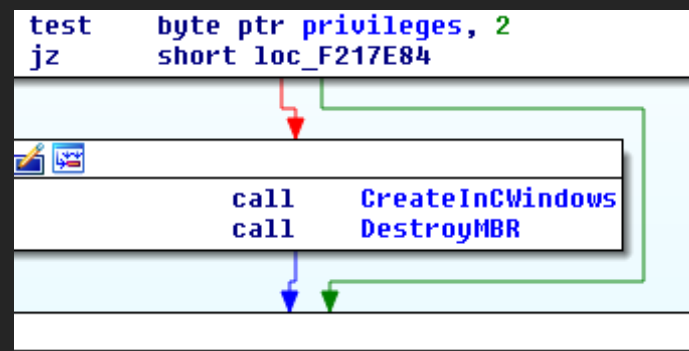 test byte ptr privileges, 2
jz short loc_F217E84
call CreateInCWindows
call DestroyMBR